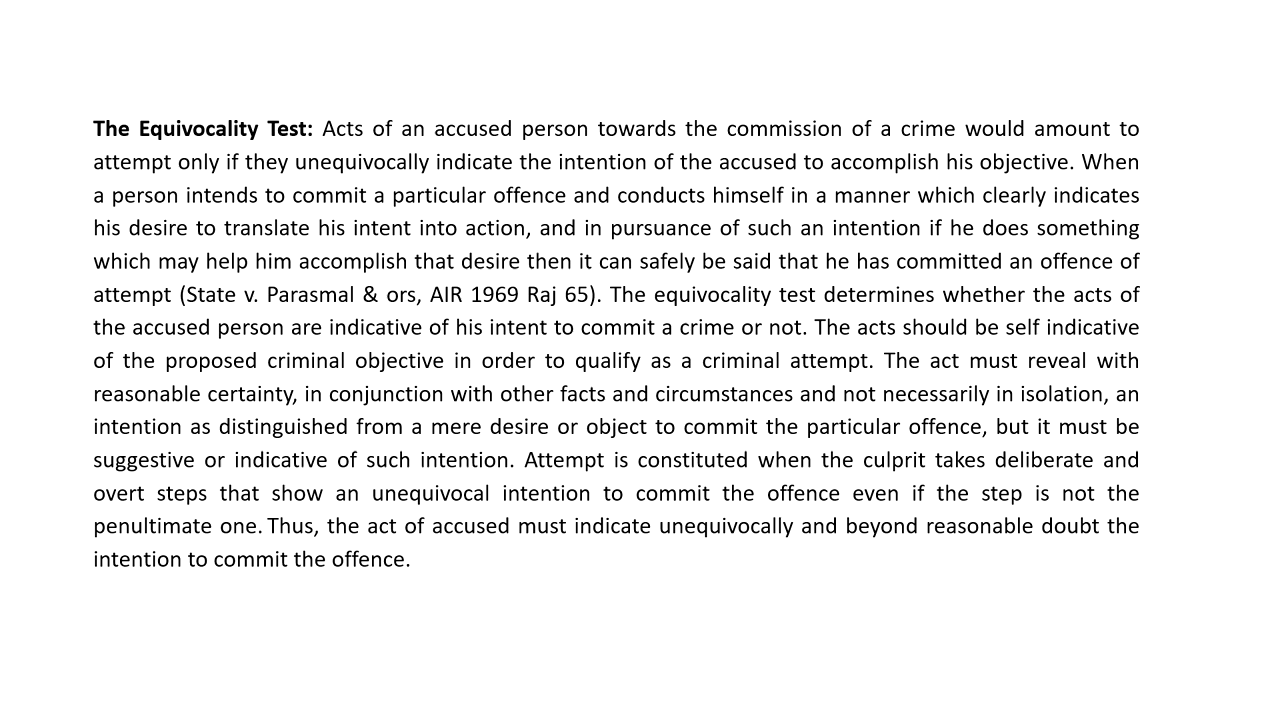 The Equivocality Test: Acts of an accused person towards the commission of a crime would amount to
attempt only if they unequivocally indicate the intention of the accused to accomplish his objective. When
a person intends to commit a particular offence and conducts himself in a manner which clearly indicates
his desire to translate his intent into action, and in pursuance of such an intention if he does something
which may help him accomplish that desire then it can safely be said that he has committed an offence of
attempt (State v. Parasmal & ors, AIR 1969 Raj 65). The equivocality test determines whether the acts of
the accused person are indicative of his intent to commit a crime or not. The acts should be self indicative
of the proposed criminal objective in order to qualify as a criminal attempt. The act must reveal with
reasonable certainty, in conjunction with other facts and circumstances and not necessarily in isolation, an
intention as distinguished from a mere desire or object to commit the particular offence, but it must be
suggestive or indicative of such intention. Attempt is constituted when the culprit takes deliberate and
overt steps that show an unequivocal intention to commit the offence even if the step is not the
penultimate one. Thus, the act of accused must indicate unequivocally and beyond reasonable doubt the
intention to commit the offence.